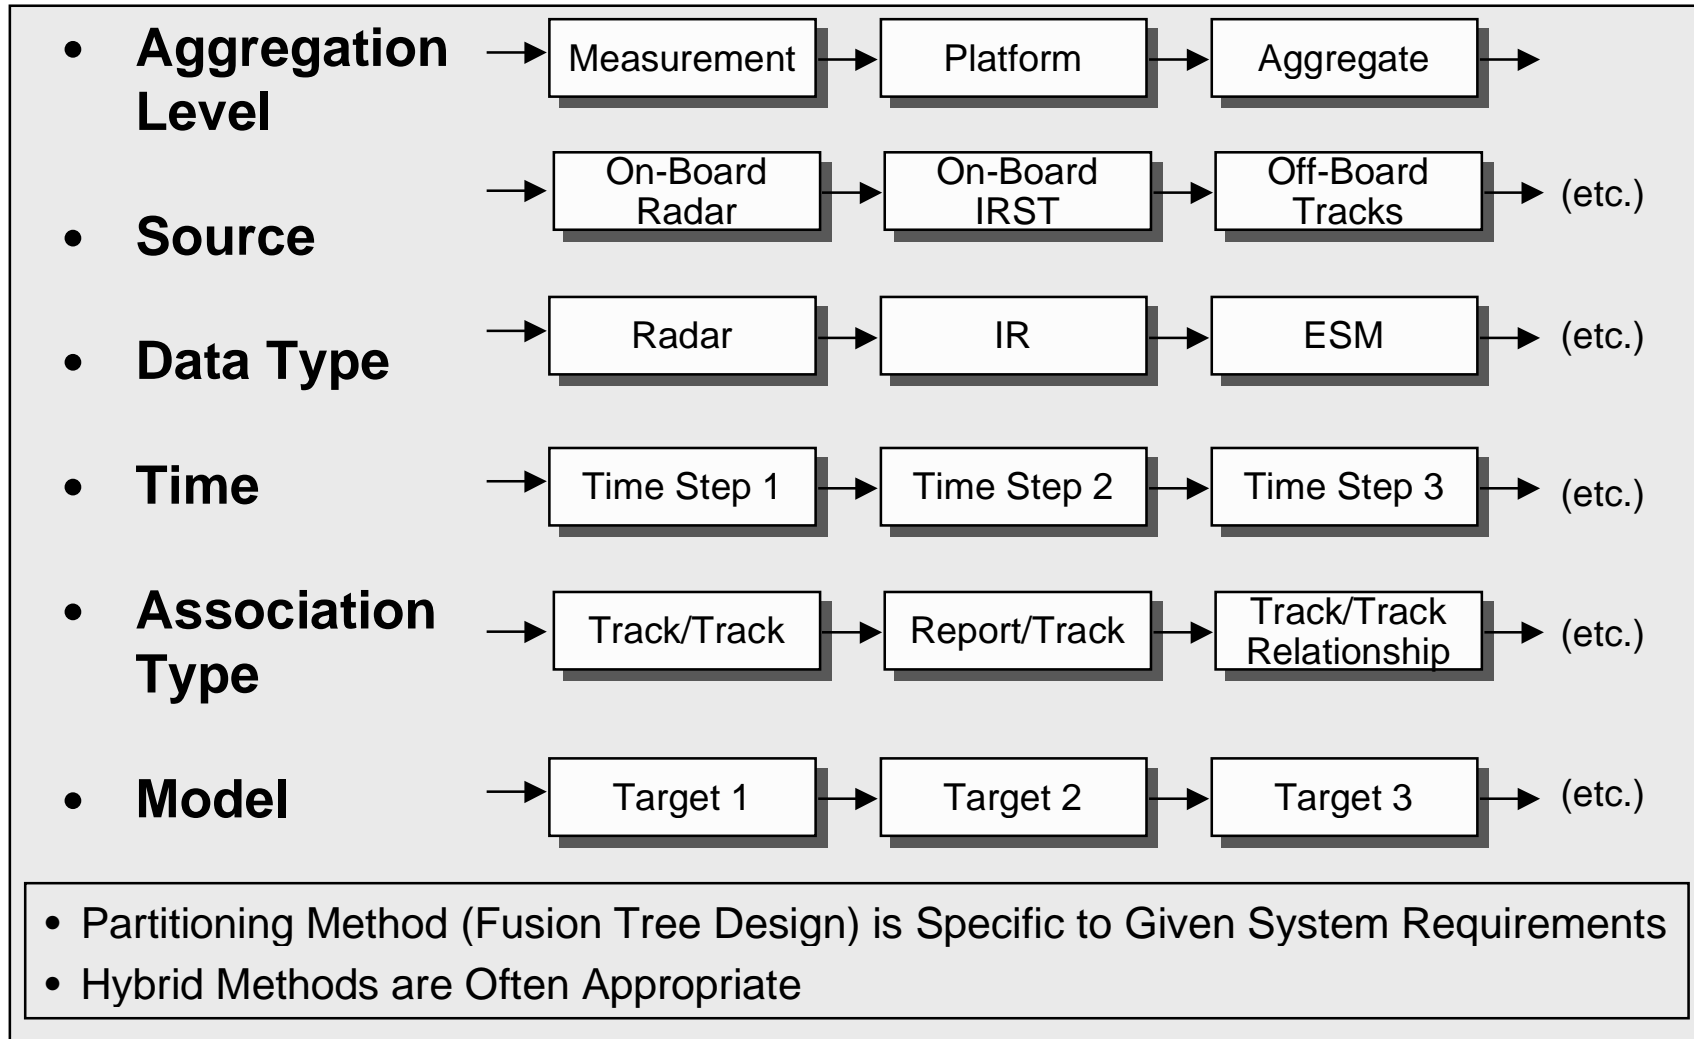 • Aggregation
Level
Measurement
Platform
Aggregate
On-Board
Radar
On-Board
IRST
Off-Board
Tracks
(etc.)
• Source
Radar
IR
ESM
(etc.)
• Data Type
• Time
Time Step 1
Time Step 2
Time Step 3
(etc.)
• Association
Type
Track/Track
Report/Track
Track/Track
Relationship
(etc.)
• Model
Target 1
Target 2
Target 3
(etc.)
• Partitioning Method (Fusion Tree Design) is Specific to Given System Requirements
• Hybrid Methods are Often Appropriate